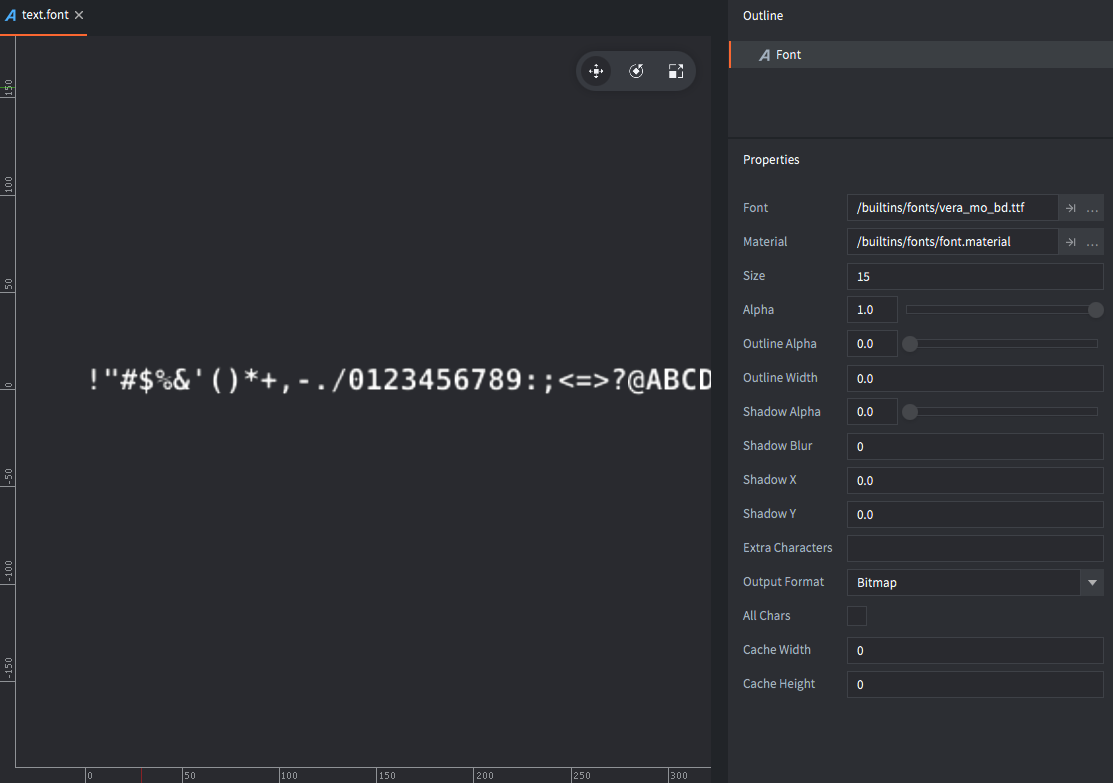 text.font
150
100
50
0
-50
-100
-150
!"#$%&'()*+,-./0123456789:;<=>?@ABCD
0 50 100 150 200 250 300
Outline
Font
Properties
Font /builtins/fonts/vera_mo_bd.ttf ...
Material /builtins/fonts/font.material ...
Size 15
Alpha 1.0
Outline Alpha 0.0
Outline Width 0.0
Shadow Alpha 0.0
Shadow Blur 0
Shadow X 0.0
Shadow Y 0.0
Extra Characters
Output Format Bitmap
All Chars
Cache Width 0
Cache Height 0